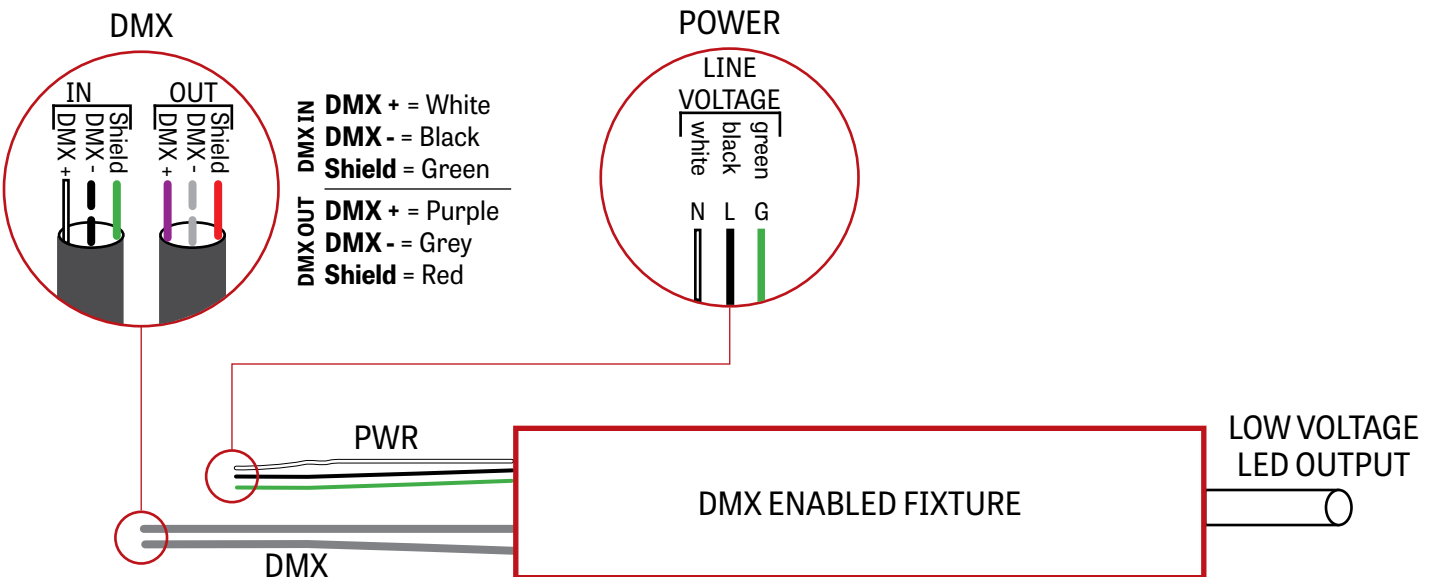 DMX
IN
DMX +
DMX -
Shield
OUT
DMX +
DMX -
Shield
DMX IN
DMX + = White
DMX - = Black
Shield = Green
DMX OUT
DMX + = Purple
DMX - = Grey
Shield = Red
POWER
LINE
VOLTAGE
white
black
green
N L G
PWR
DMX
DMX ENABLED FIXTURE
LOW VOLTAGE
LED OUTPUT